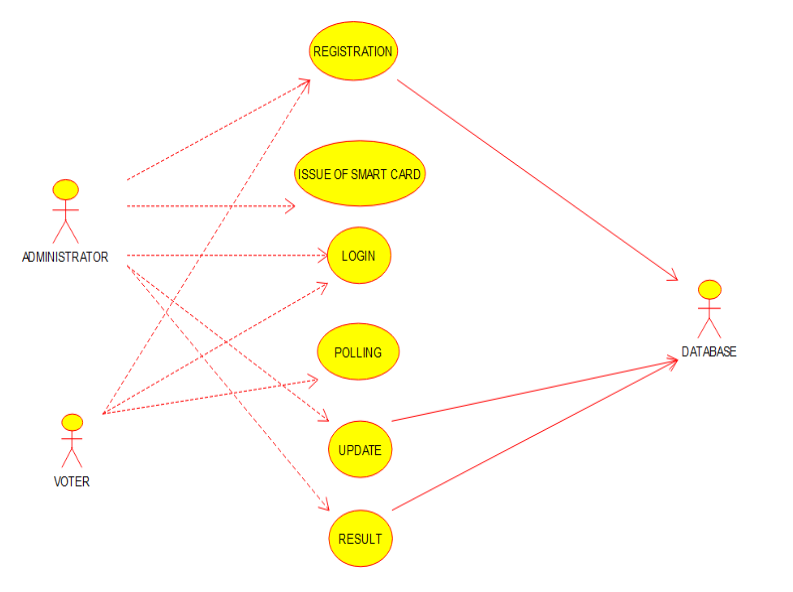 REGISTRATION
ISSUE OF SMART CARD
ADMINISTRATOR
LOGIN
POLLING
DATABASE
UPDATE
VOTER
RESULT